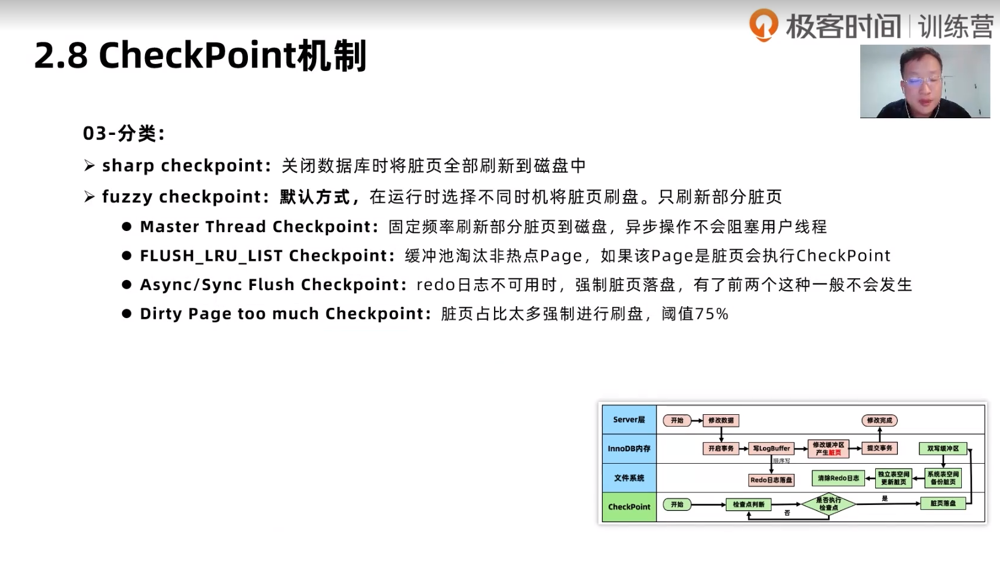 极客时间 | 训练营
2.8 CheckPoint机制
03-分类：
➢ sharp checkpoint：关闭数据库时将脏页全部刷新到磁盘中
➢ fuzzy checkpoint：默认方式，在运行时选择不同时机将脏页刷盘。只刷新部分脏页
● Master Thread Checkpoint：固定频率刷新部分脏页到磁盘，异步操作不会阻塞用户线程
● FLUSH_LRU_LIST Checkpoint：缓冲池淘汰非热点Page，如果该Page是脏页会执行CheckPoint
● Async/Sync Flush Checkpoint：redo日志不可用时，强制脏页落盘，有了前两个这种一般不会发生
● Dirty Page too much Checkpoint：脏页占比太多强制进行刷盘，阈值75%
Server层
开始
修改数据
修改完成
InnoDB内存
开启事务
写LogBuffer
修改缓冲区
产生脏页
提交事务
双写缓冲区
顺序写
文件系统
Redo日志落盘
清除Redo日志
独立表空间
更新脏页
系统表空间
备份脏页
CheckPoint
开始
检查点判断
是否执行
检查点
是
否
脏页落盘